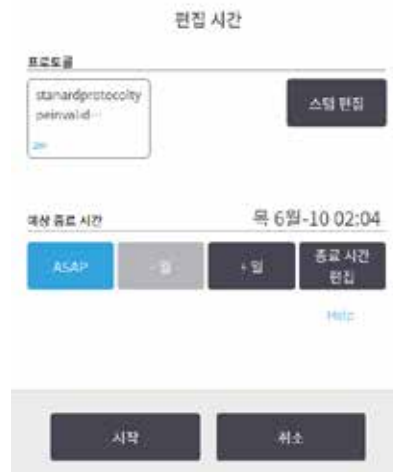 편집 시간
프로토콜
stanardprotocolty
peinvalid…
스텝 편집
예상 종료 시간
목 6월-10 02:04
ASAP
- 일
+ 일
종료 시간
편집
Help
시작
취소